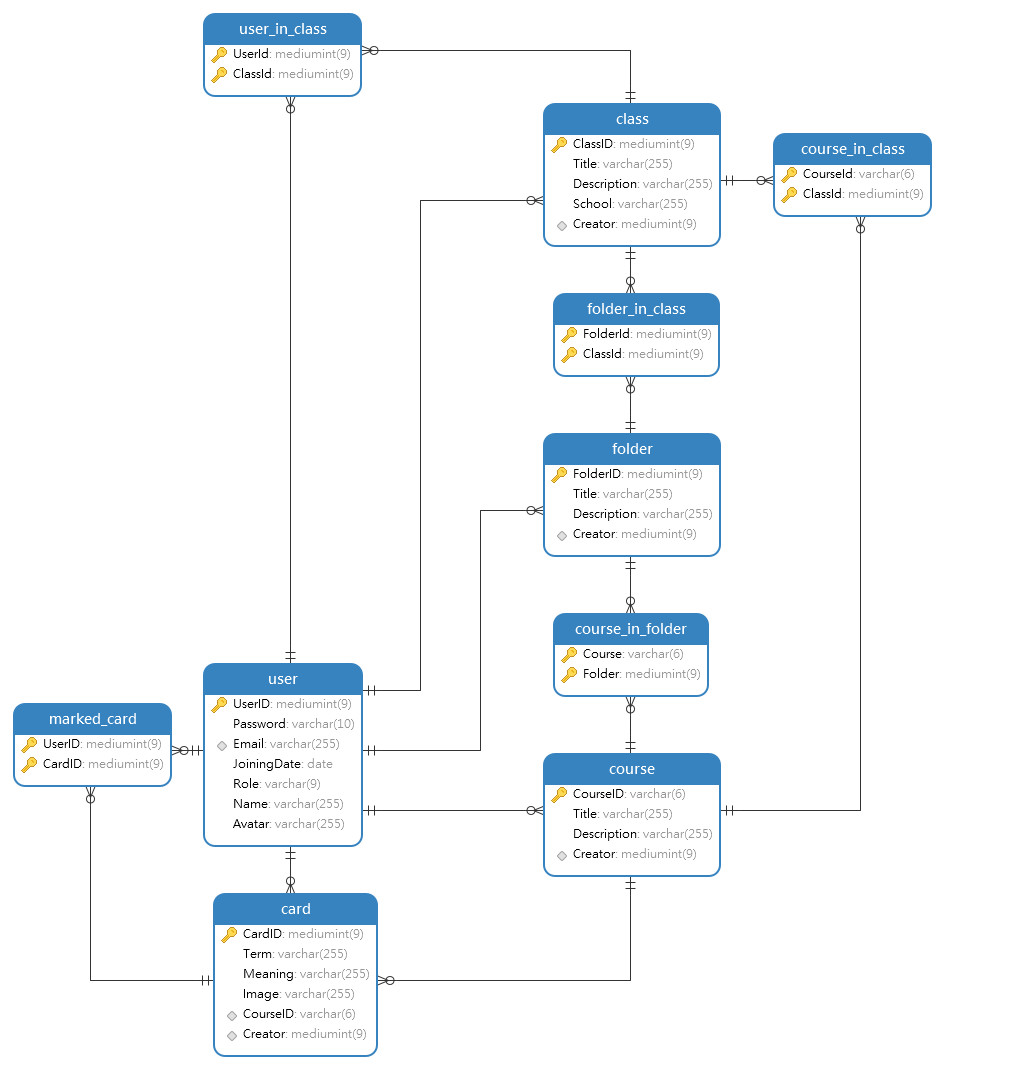 user_in_class
UserId: mediumint(9)
ClassId: mediumint(9)
class
ClassID: mediumint(9)
Title: varchar(255)
Description: varchar(255)
School: varchar(255)
Creator: mediumint(9)
course_in_class
CourseId: varchar(6)
ClassId: mediumint(9)
folder_in_class
FolderId: mediumint(9)
ClassId: mediumint(9)
folder
FolderID: mediumint(9)
Title: varchar(255)
Description: varchar(255)
Creator: mediumint(9)
course_in_folder
Course: varchar(6)
Folder: mediumint(9)
user
UserID: mediumint(9)
Password: varchar(10)
Email: varchar(255)
JoiningDate: date
Role: varchar(9)
Name: varchar(255)
Avatar: varchar(255)
marked_card
UserID: mediumint(9)
CardID: mediumint(9)
course
CourseID: varchar(6)
Title: varchar(255)
Description: varchar(255)
Creator: mediumint(9)
card
CardID: mediumint(9)
Term: varchar(255)
Meaning: varchar(255)
Image: varchar(255)
CourseID: varchar(6)
Creator: mediumint(9)